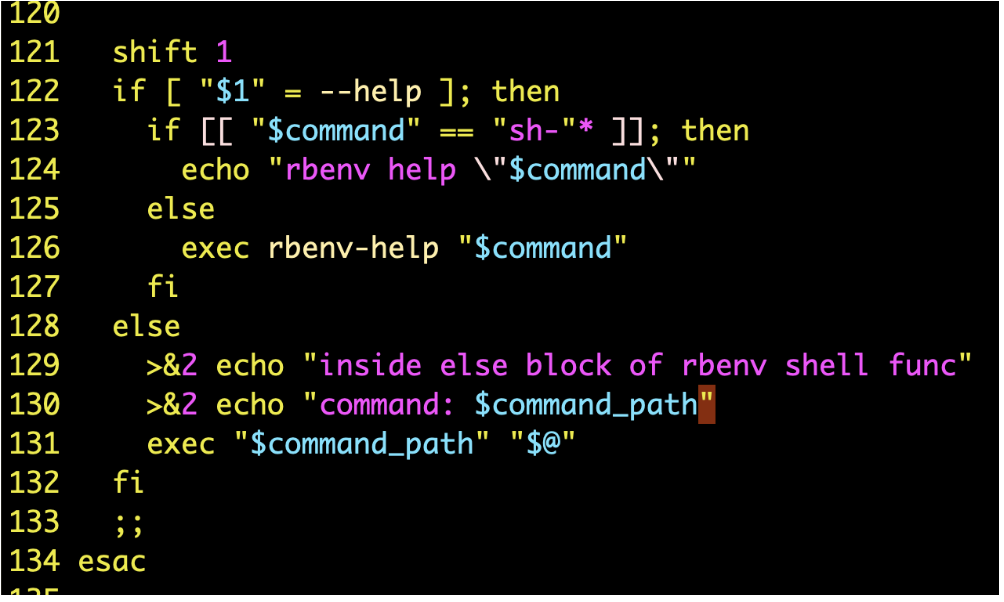 120
121   shift 1
122   if [ "$1" = --help ]; then
123     if [[ "$command" == "sh-"* ]]; then
124       echo "rbenv help \"$command\""
125     else
126       exec rbenv-help "$command"
127     fi
128   else
129     >&2 echo "inside else block of rbenv shell func"
130     >&2 echo "command: $command_path"
131     exec "$command_path" "$@"
132   fi
133   ;;
134 esac
135